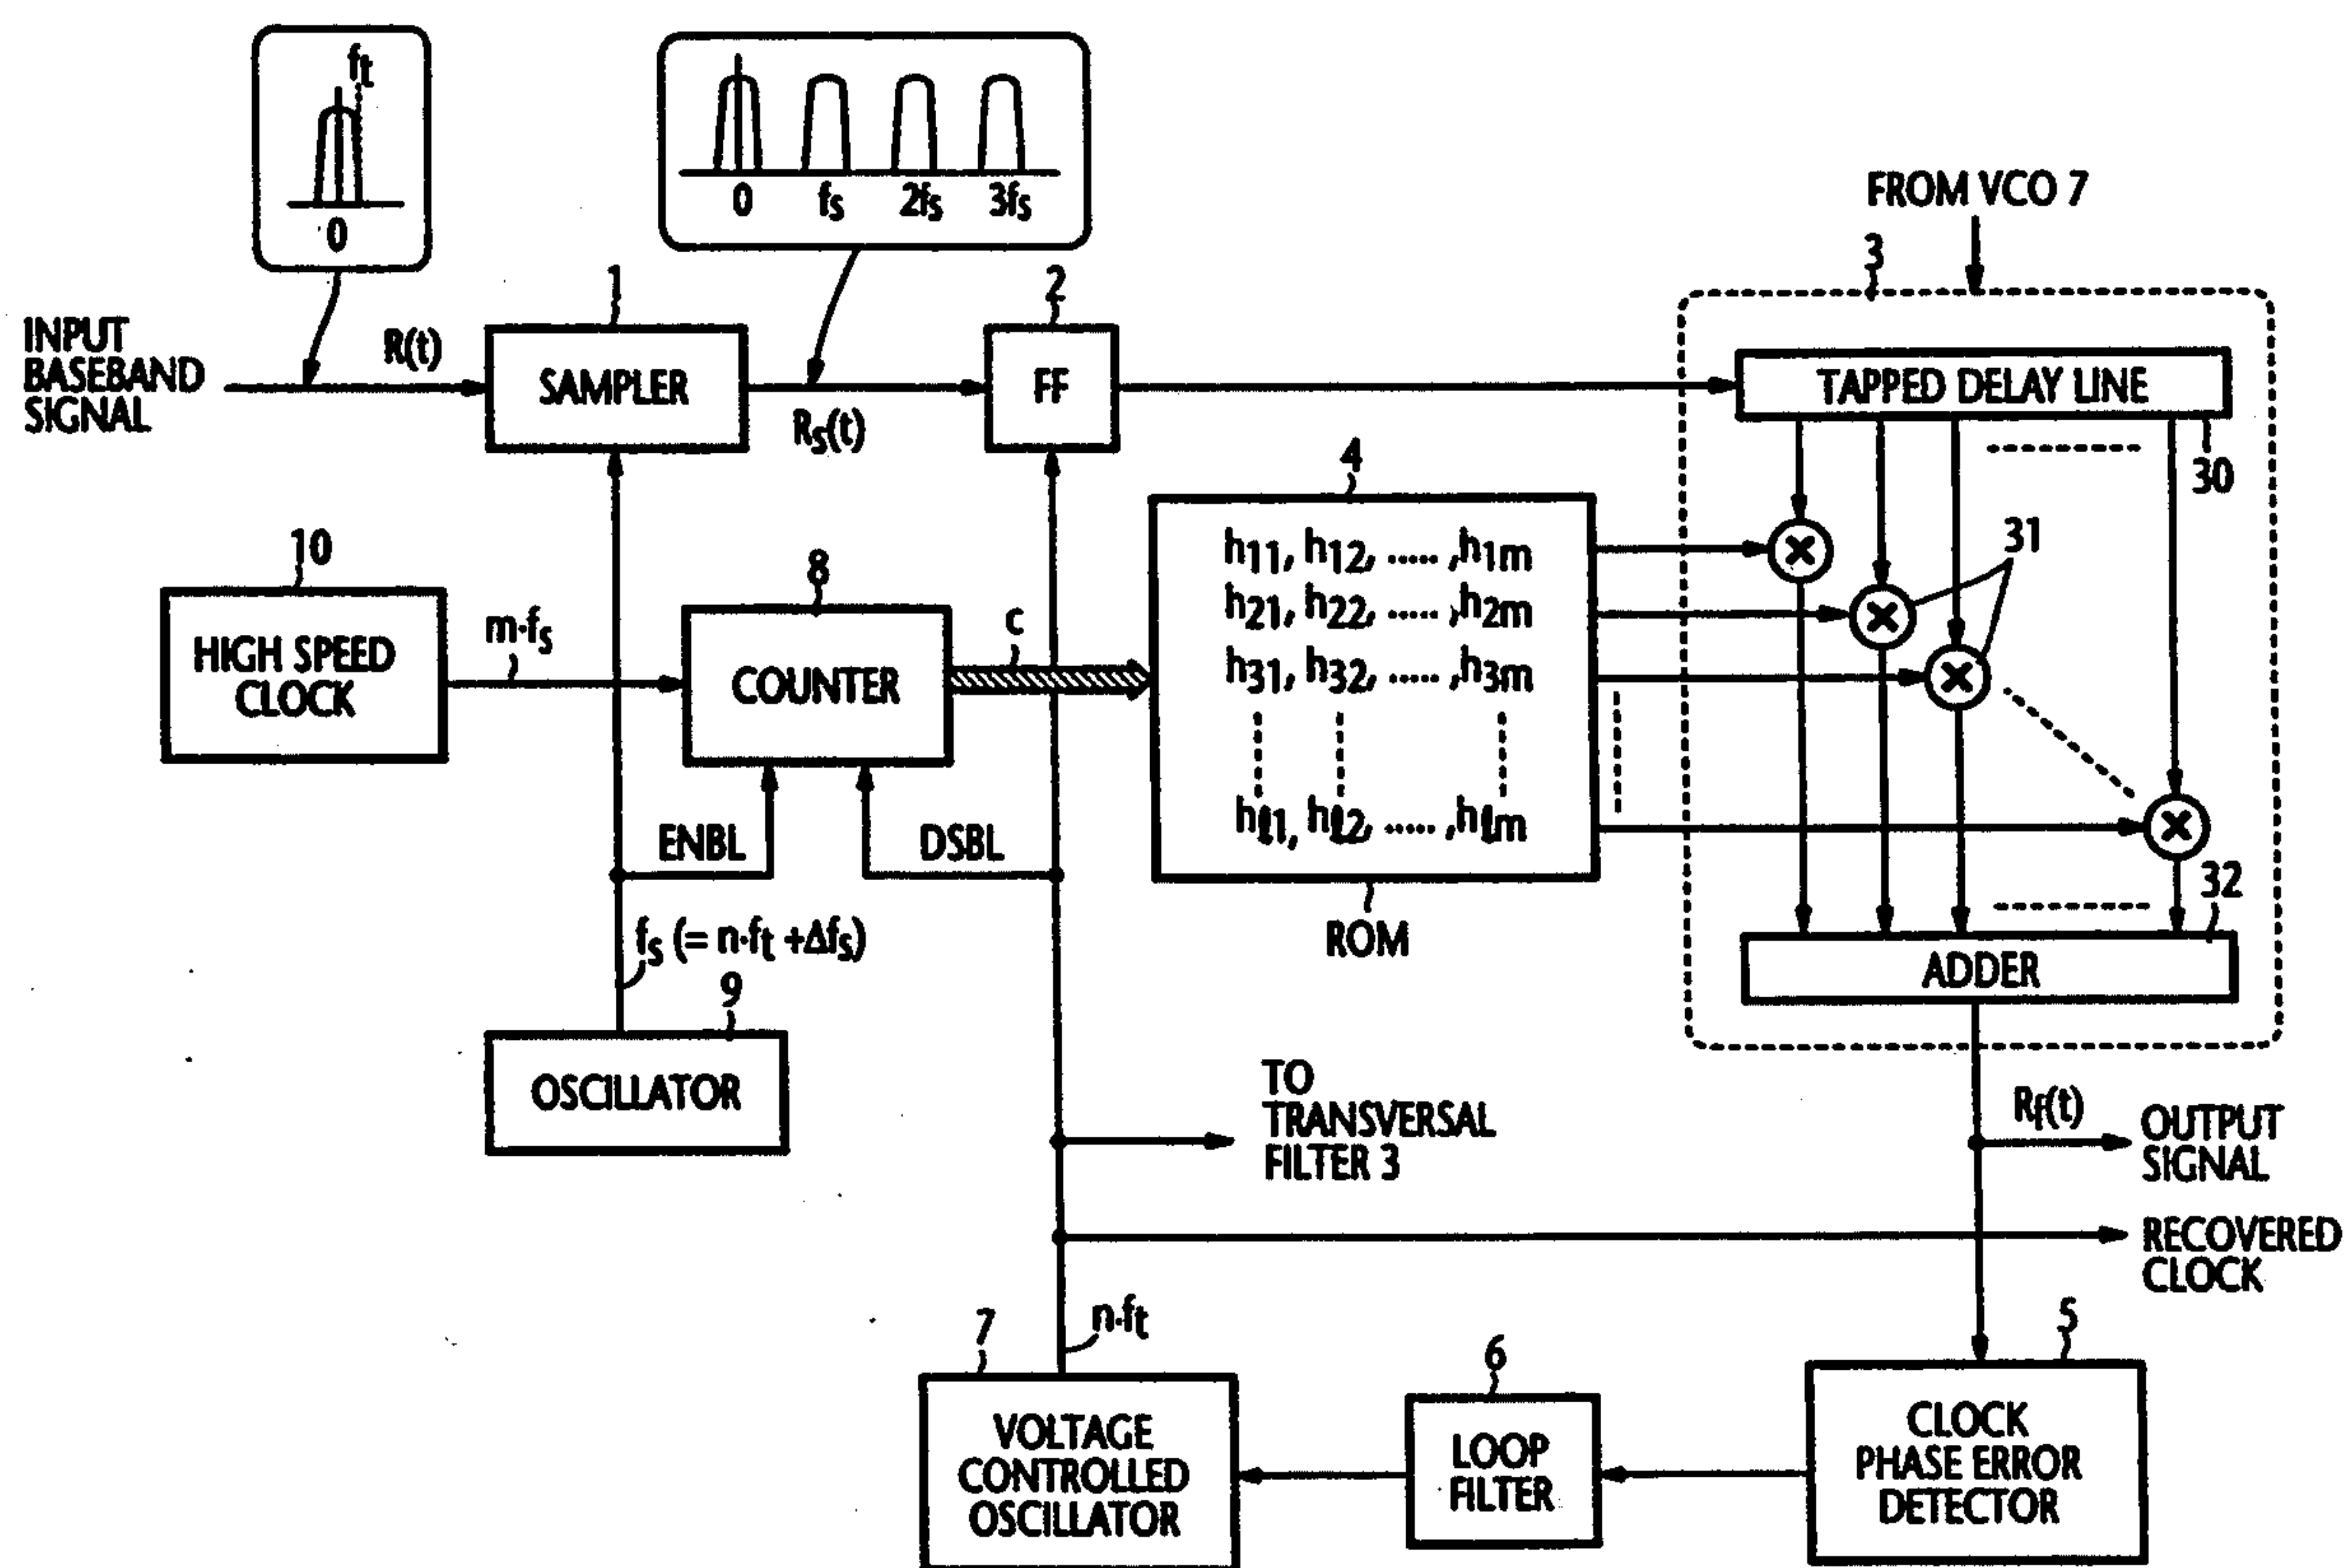 ft
0
0 fs 2fs 3fs
FROM VCO 7
3
1
2
INPUT
BASEBAND
SIGNAL
R(t)
SAMPLER
Rs(t)
FF
TAPPED DELAY LINE
30
4
10
8
31
HIGH SPEED
CLOCK
m·fs
COUNTER
c
h11, h12, ..... ,h1m
h21, h22, ..... ,h2m
h31, h32, ..... ,h3m
hl1, hl2, ..... ,hlm
ENBL
DSBL
32
ROM
ADDER
fs (= n·ft +Δfs)
9
OSCILLATOR
TO
TRANSVERSAL
FILTER 3
Rf(t)
OUTPUT
SIGNAL
RECOVERED
CLOCK
7
n·ft
6
5
VOLTAGE
CONTROLLED
OSCILLATOR
LOOP
FILTER
CLOCK
PHASE ERROR
DETECTOR